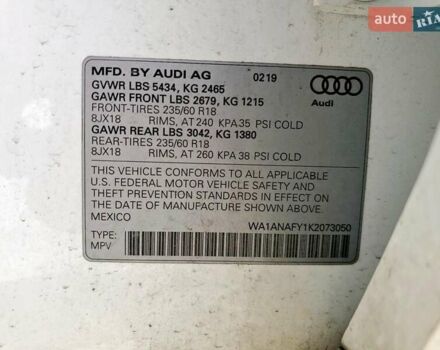 auto RIA
MFD. BY AUDI AG 0219
GVWR LBS 5434, KG 2465
GAWR FRONT LBS 2679, KG 1215
FRONT-TIRES 235/60 R18
8JX18 RIMS, AT 240 KPA 35 PSI COLD
GAWR REAR LBS 3042, KG 1380
REAR-TIRES 235/60 R18
8JX18 RIMS, AT 260 KPA 38 PSI COLD
Audi
THIS VEHICLE CONFORMS TO ALL APPLICABLE
U.S. FEDERAL MOTOR VEHICLE SAFETY AND
THEFT PREVENTION STANDARDS IN EFFECT ON
THE DATE OF MANUFACTURE SHOWN ABOVE.
MEXICO
WA1ANAFY1K2073050
TYPE:
MPV